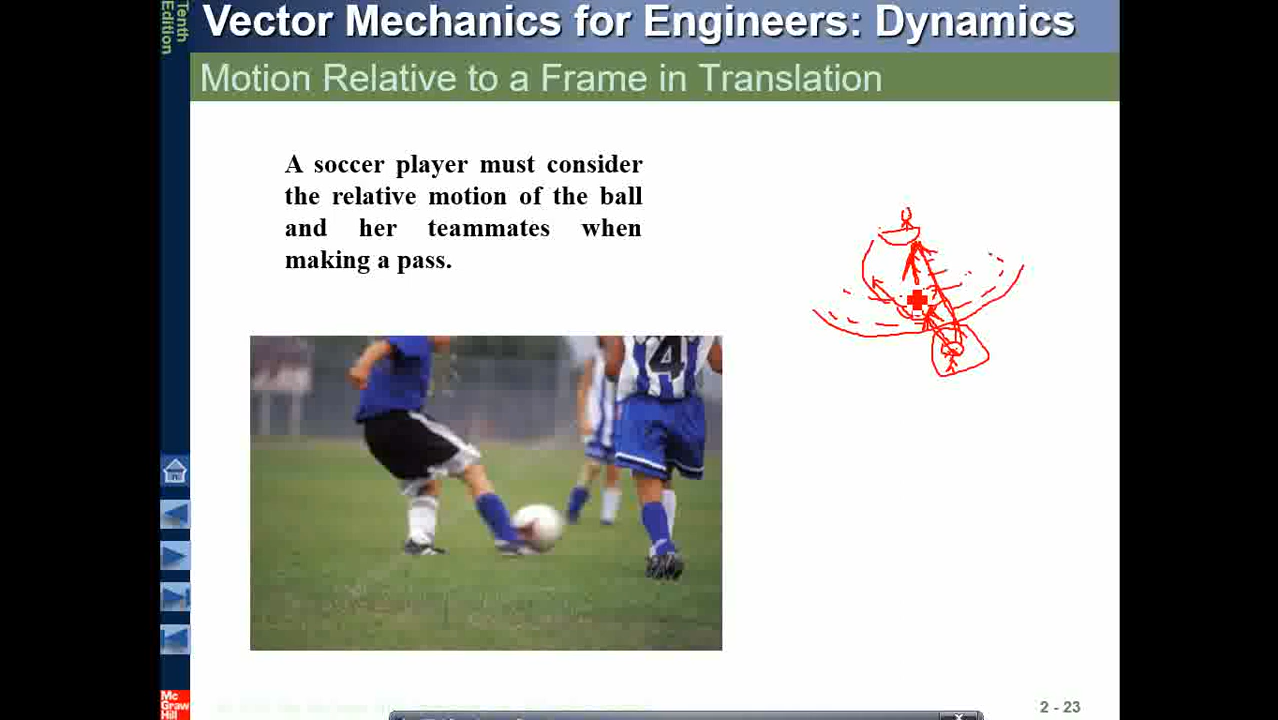 Tenth
Edition
Vector Mechanics for Engineers: Dynamics
Motion Relative to a Frame in Translation
A soccer player must consider
the relative motion of the ball
and her teammates when
making a pass.
4
Mc
Graw
Hill
2 - 23